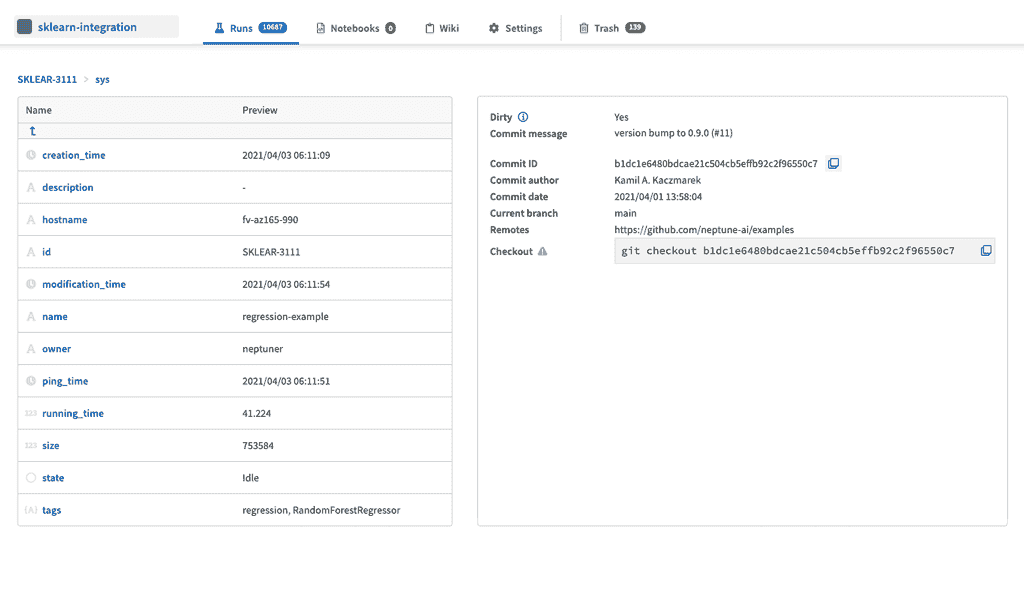 sklearn-integration
Runs 10687 Notebooks 0 Wiki Settings Trash 139
SKLEAR-3111 > sys
Name Preview
t
creation_time 2021/04/03 06:11:09
A description -
A hostname fv-az165-990
A id SKLEAR-3111
modification_time 2021/04/03 06:11:54
A name regression-example
A owner neptuner
ping_time 2021/04/03 06:11:51
123 running_time 41.224
123 size 753584
state Idle
{A} tags regression, RandomForestRegressor
Dirty Yes
Commit message version bump to 0.9.0 (#11)
Commit ID b1dc1e6480bdcae21c504cb5effb92c2f96550c7
Commit author Kamil A. Kaczmarek
Commit date 2021/04/01 13:58:04
Current branch main
Remotes https://github.com/neptune-ai/examples
Checkout git checkout b1dc1e6480bdcae21c504cb5effb92c2f96550c7